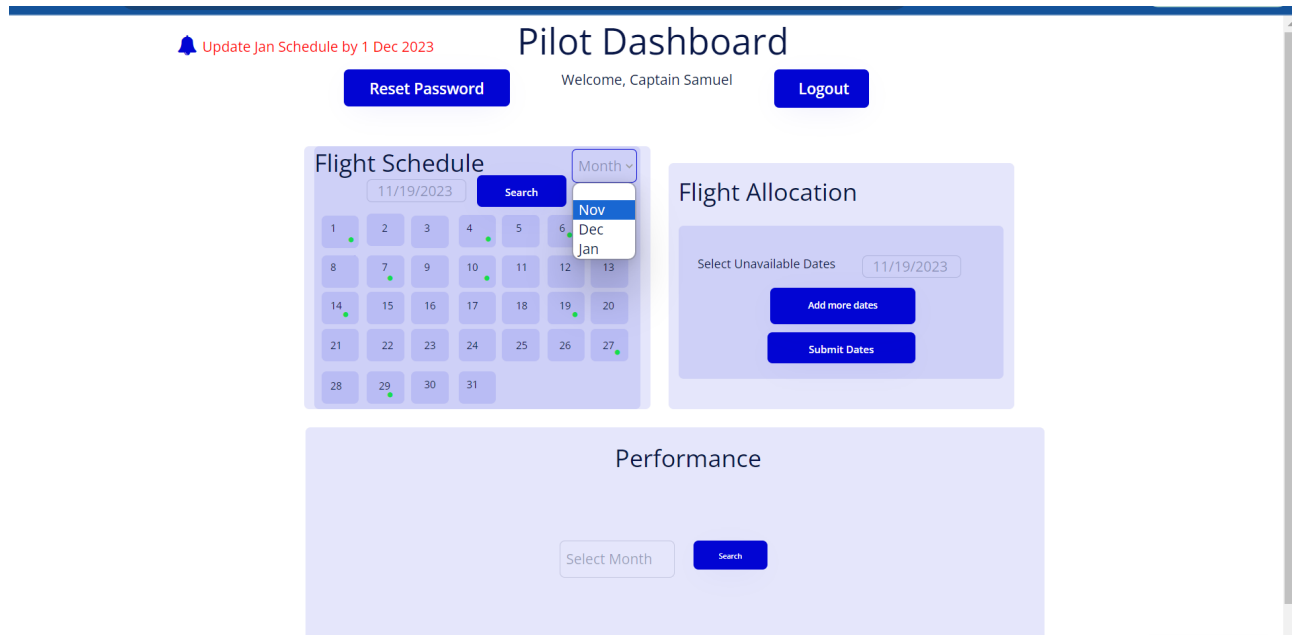 Update Jan Schedule by 1 Dec 2023
Pilot Dashboard
Reset Password
Welcome, Captain Samuel
Logout
Flight Schedule
Month
11/19/2023
Search
Nov
Dec
Jan
1 2 3 4 5 6
8 7 9 10 11 12 13
14 15 16 17 18 19 20
21 22 23 24 25 26 27
28 29 30 31
Flight Allocation
Select Unavailable Dates 11/19/2023
Add more dates
Submit Dates
Performance
Select Month
Search